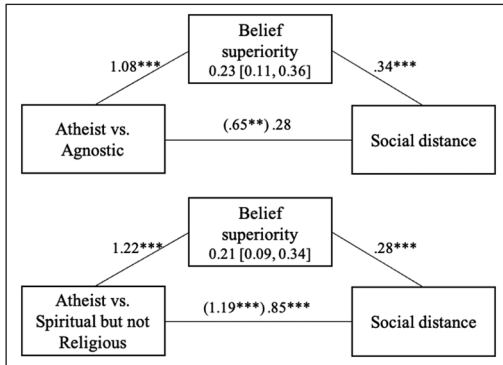 Belief
superiority
0.23 [0.11, 0.36]
1.08***
.34***
Atheist vs.
Agnostic
(.65**) .28
Social distance
Belief
superiority
0.21 [0.09, 0.34]
1.22***
.28***
Atheist vs.
Spiritual but not
Religious
(1.19***) .85***
Social distance